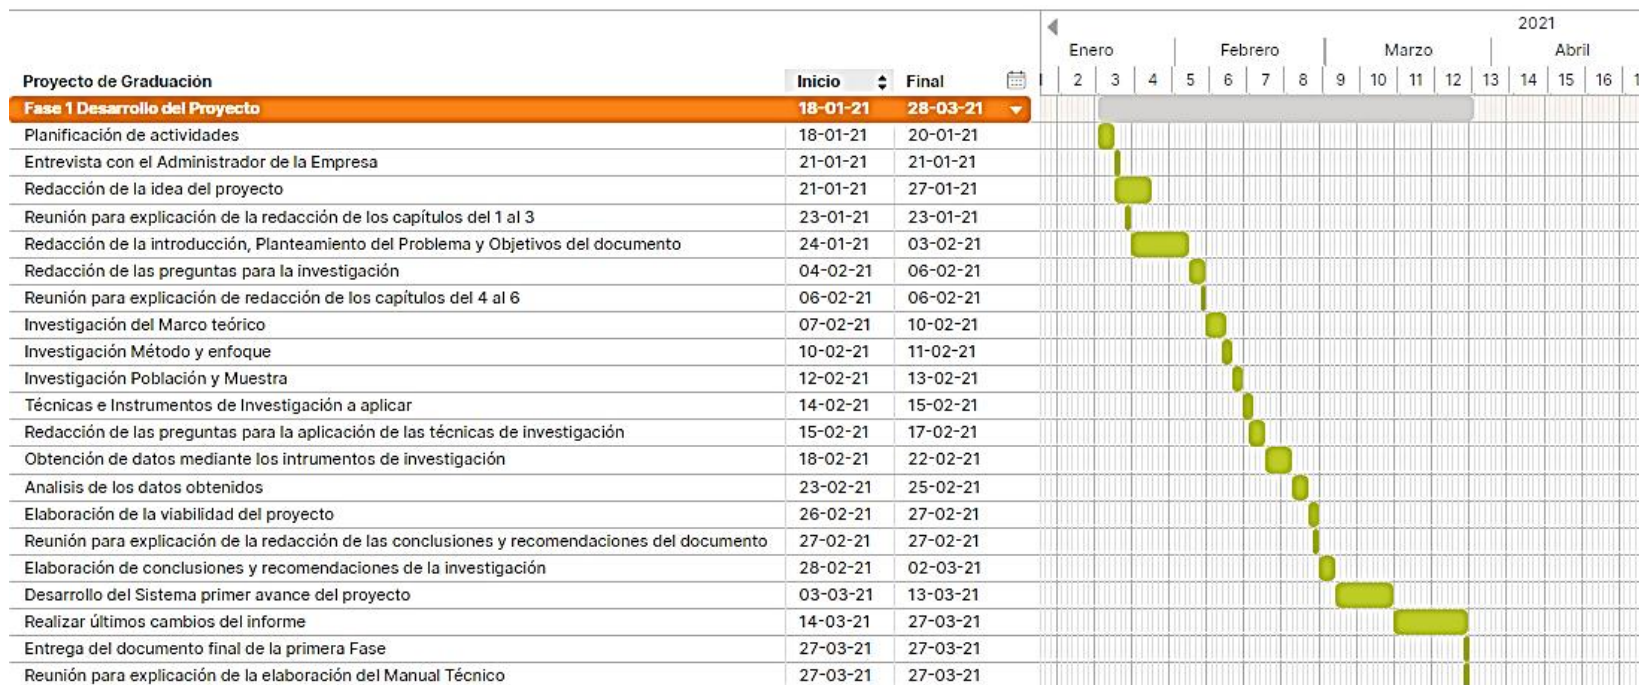 2021
Enero Febrero Marzo Abril
Proyecto de Graduación Inicio Final 2 3 4 5 6 7 8 9 10 11 12 13 14 15 16
Fase 1 Desarrollo del Proyecto 18-01-21 28-03-21
Planificación de actividades 18-01-21 20-01-21
Entrevista con el Administrador de la Empresa 21-01-21 21-01-21
Redacción de la idea del proyecto 21-01-21 27-01-21
Reunión para explicación de la redacción de los capítulos del 1 al 3 23-01-21 23-01-21
Redacción de la introducción, Planteamiento del Problema y Objetivos del documento 24-01-21 03-02-21
Redacción de las preguntas para la investigación 04-02-21 06-02-21
Reunión para explicación de redacción de los capítulos del 4 al 6 06-02-21 06-02-21
Investigación del Marco teórico 07-02-21 10-02-21
Investigación Método y enfoque 10-02-21 11-02-21
Investigación Población y Muestra 12-02-21 13-02-21
Técnicas e Instrumentos de Investigación a aplicar 14-02-21 15-02-21
Redacción de las preguntas para la aplicación de las técnicas de investigación 15-02-21 17-02-21
Obtención de datos mediante los intrumentos de investigación 18-02-21 22-02-21
Analisis de los datos obtenidos 23-02-21 25-02-21
Elaboración de la viabilidad del proyecto 26-02-21 27-02-21
Reunión para explicación de la redacción de las conclusiones y recomendaciones del documento 27-02-21 27-02-21
Elaboración de conclusiones y recomendaciones de la investigación 28-02-21 02-03-21
Desarrollo del Sistema primer avance del proyecto 03-03-21 13-03-21
Realizar últimos cambios del informe 14-03-21 27-03-21
Entrega del documento final de la primera Fase 27-03-21 27-03-21
Reunión para explicación de la elaboración del Manual Técnico 27-03-21 27-03-21